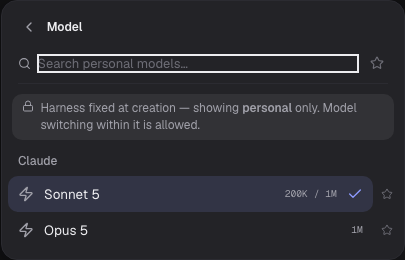 Model
Search personal models...
Harness fixed at creation — showing personal only. Model
switching within it is allowed.
Claude
Sonnet 5 200K / 1M
Opus 5 1M